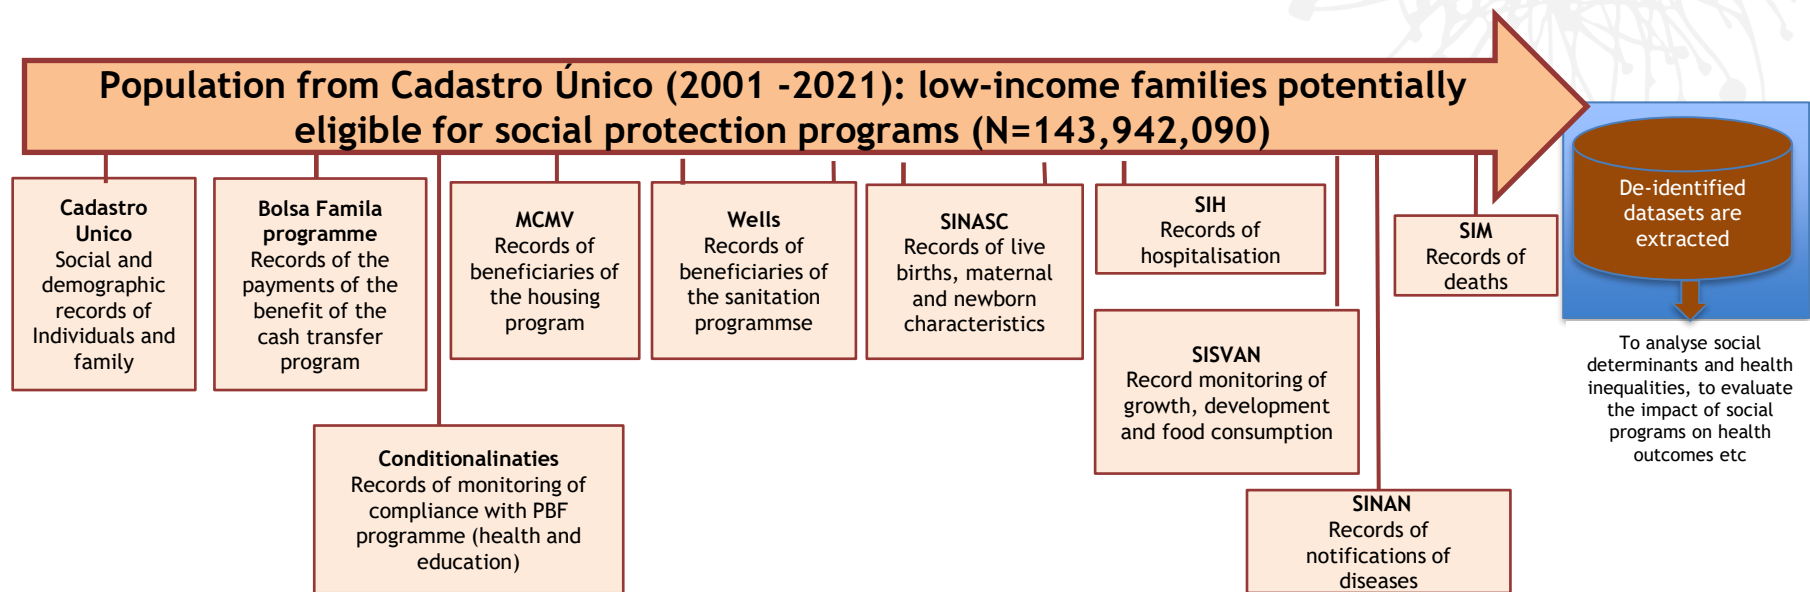 Population from Cadastro Único (2001 -2021): low-income families potentially
eligible for social protection programs (N=143,942,090)
Cadastro
Unico
Social and
demographic
records of
Individuals and
family
Bolsa Famila
programme
Records of the
payments of the
benefit of the
cash transfer
program
Conditionalinaties
Records of monitoring of
compliance with PBF
programme (health and
education)
MCMV
Records of
beneficiaries of
the housing
program
Wells
Records of
beneficiaries of
the sanitation
programmse
SINASC
Records of live
births, maternal
and newborn
characteristics
SIH
Records of
hospitalisation
SISVAN
Record monitoring of
growth, development
and food consumption
SINAN
Records of
notifications of
diseases
SIM
Records of
deaths
De-identified
datasets are
extracted
To analyse social
determinants and health
inequalities, to evaluate
the impact of social
programs on health
outcomes etc